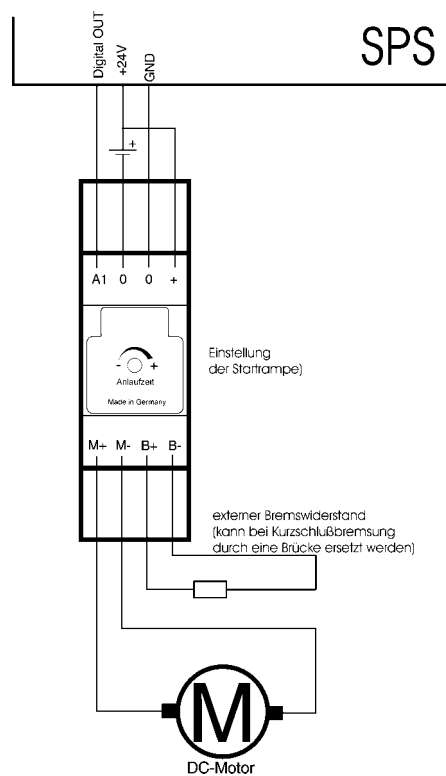 SPS
Digital OUT
+24V
GND
+
A1 0 0 +
- +
Anlaufzeit
Made in Germany
Einstellung
der Startrampe)
M+ M- B+ B-
externer Bremswiderstand
(kann bei Kurzschlußbremsung
durch eine Brücke ersetzt werden)
M
DC-Motor